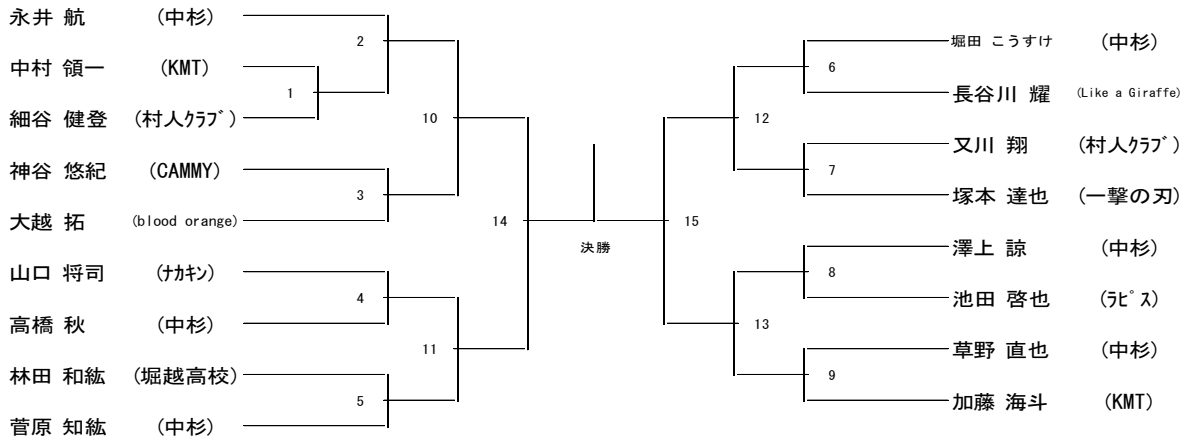 永井 航 (中杉)
2
中村 領一 (KMT)
1
細谷 健登 (村人ｸﾗﾌﾞ)
10
神谷 悠紀 (CAMMY)
3
大越 拓 (blood orange)
14
山口 将司 (ﾅｶｷﾝ)
4
高橋 秋 (中杉)
11
林田 和紘 (堀越高校)
5
菅原 知紘 (中杉)
決勝
堀田 こうすけ (中杉)
6
長谷川 耀 (Like a Giraffe)
12
又川 翔 (村人ｸﾗﾌﾞ)
7
塚本 達也 (一撃の刃)
15
澤上 諒 (中杉)
8
池田 啓也 (ﾗﾋﾟｽ)
13
草野 直也 (中杉)
9
加藤 海斗 (KMT)